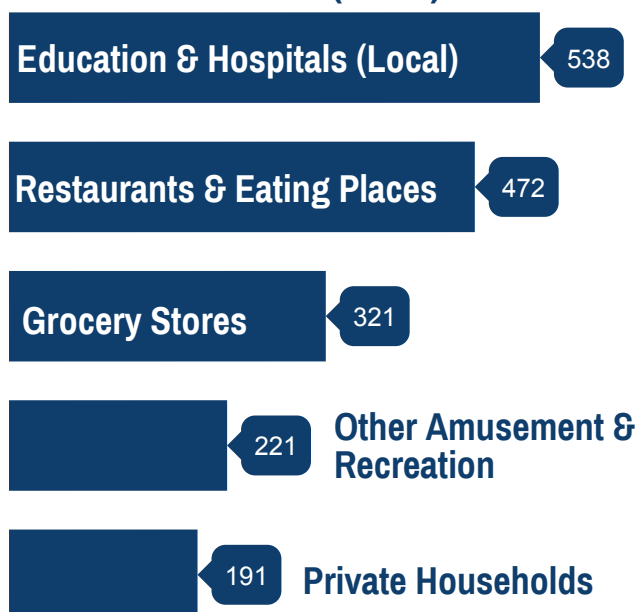 Education & Hospitals (Local)
538
Restaurants & Eating Places
472
Grocery Stores
321
221
Other Amusement &
Recreation
191
Private Households